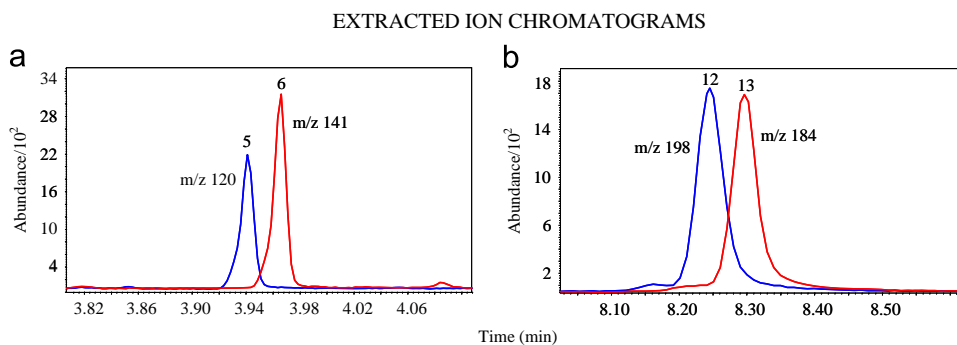 EXTRACTED ION CHROMATOGRAMS
a
Abundance/10²
34
28
22
16
10
4
5
m/z 120
6
m/z 141
3.82 3.86 3.90 3.94 3.98 4.02 4.06
b
Abundance/10²
18
14
10
6
2
12
13
m/z 198
m/z 184
8.10 8.20 8.30 8.40 8.50
Time (min)